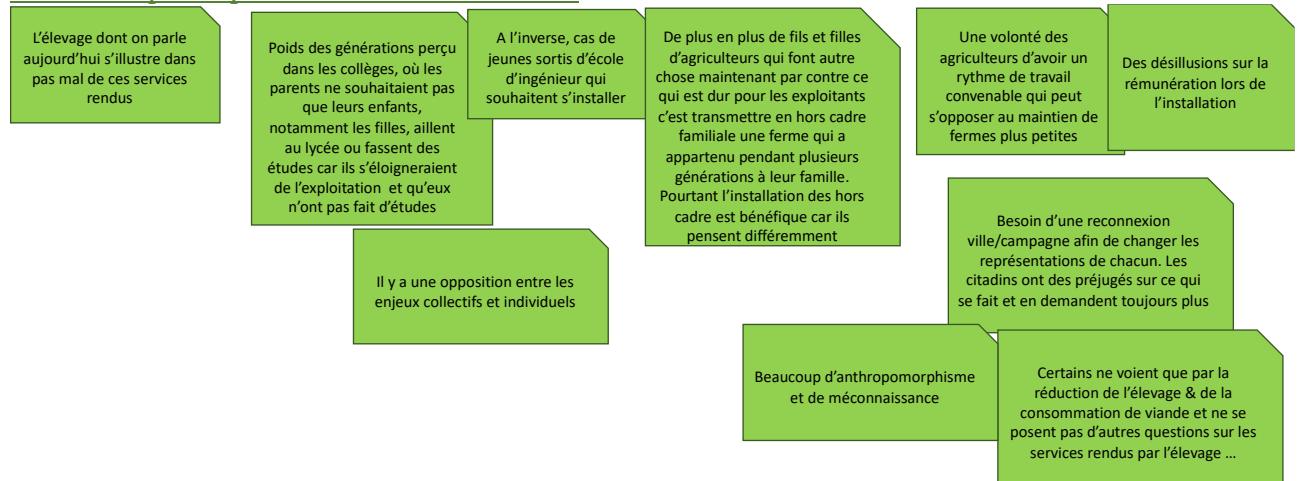 L'élevage dont on parle
aujourd'hui s'illustre dans
pas mal de ces services
rendus
Poids des générations perçu
dans les collèges, où les
parents ne souhaitaient pas
que leurs enfants,
notamment les filles, aillent
au lycée ou fassent des
études car ils s'éloigneraient
de l'exploitation et qu'eux
n'ont pas fait d'études
A l'inverse, cas de
jeunes sortis d'école
d'ingénieur qui
souhaitent s'installer
De plus en plus de fils et filles
d'agriculteurs qui font autre
chose maintenant par contre ce
qui est dur pour les exploitants
c'est transmettre en hors cadre
familiale une ferme qui a
appartenu pendant plusieurs
générations à leur famille.
Pourtant l'installation des hors
cadre est bénéfique car ils
pensent différemment
Une volonté des
agriculteurs d'avoir un
rythme de travail
convenable qui peut
s'opposer au maintien de
fermes plus petites
Des désillusions sur la
rémunération lors de
l'installation
Il y a une opposition entre les
enjeux collectifs et individuels
Besoin d'une reconnexion
ville/campagne afin de changer les
représentations de chacun. Les
citadins ont des préjugés sur ce qui
se fait et en demandent toujours plus
Beaucoup d'anthropomorphisme
et de méconnaissance
Certains ne voient que par la
réduction de l'élevage & de la
consommation de viande et ne se
posent pas d'autres questions sur les
services rendus par l'élevage …